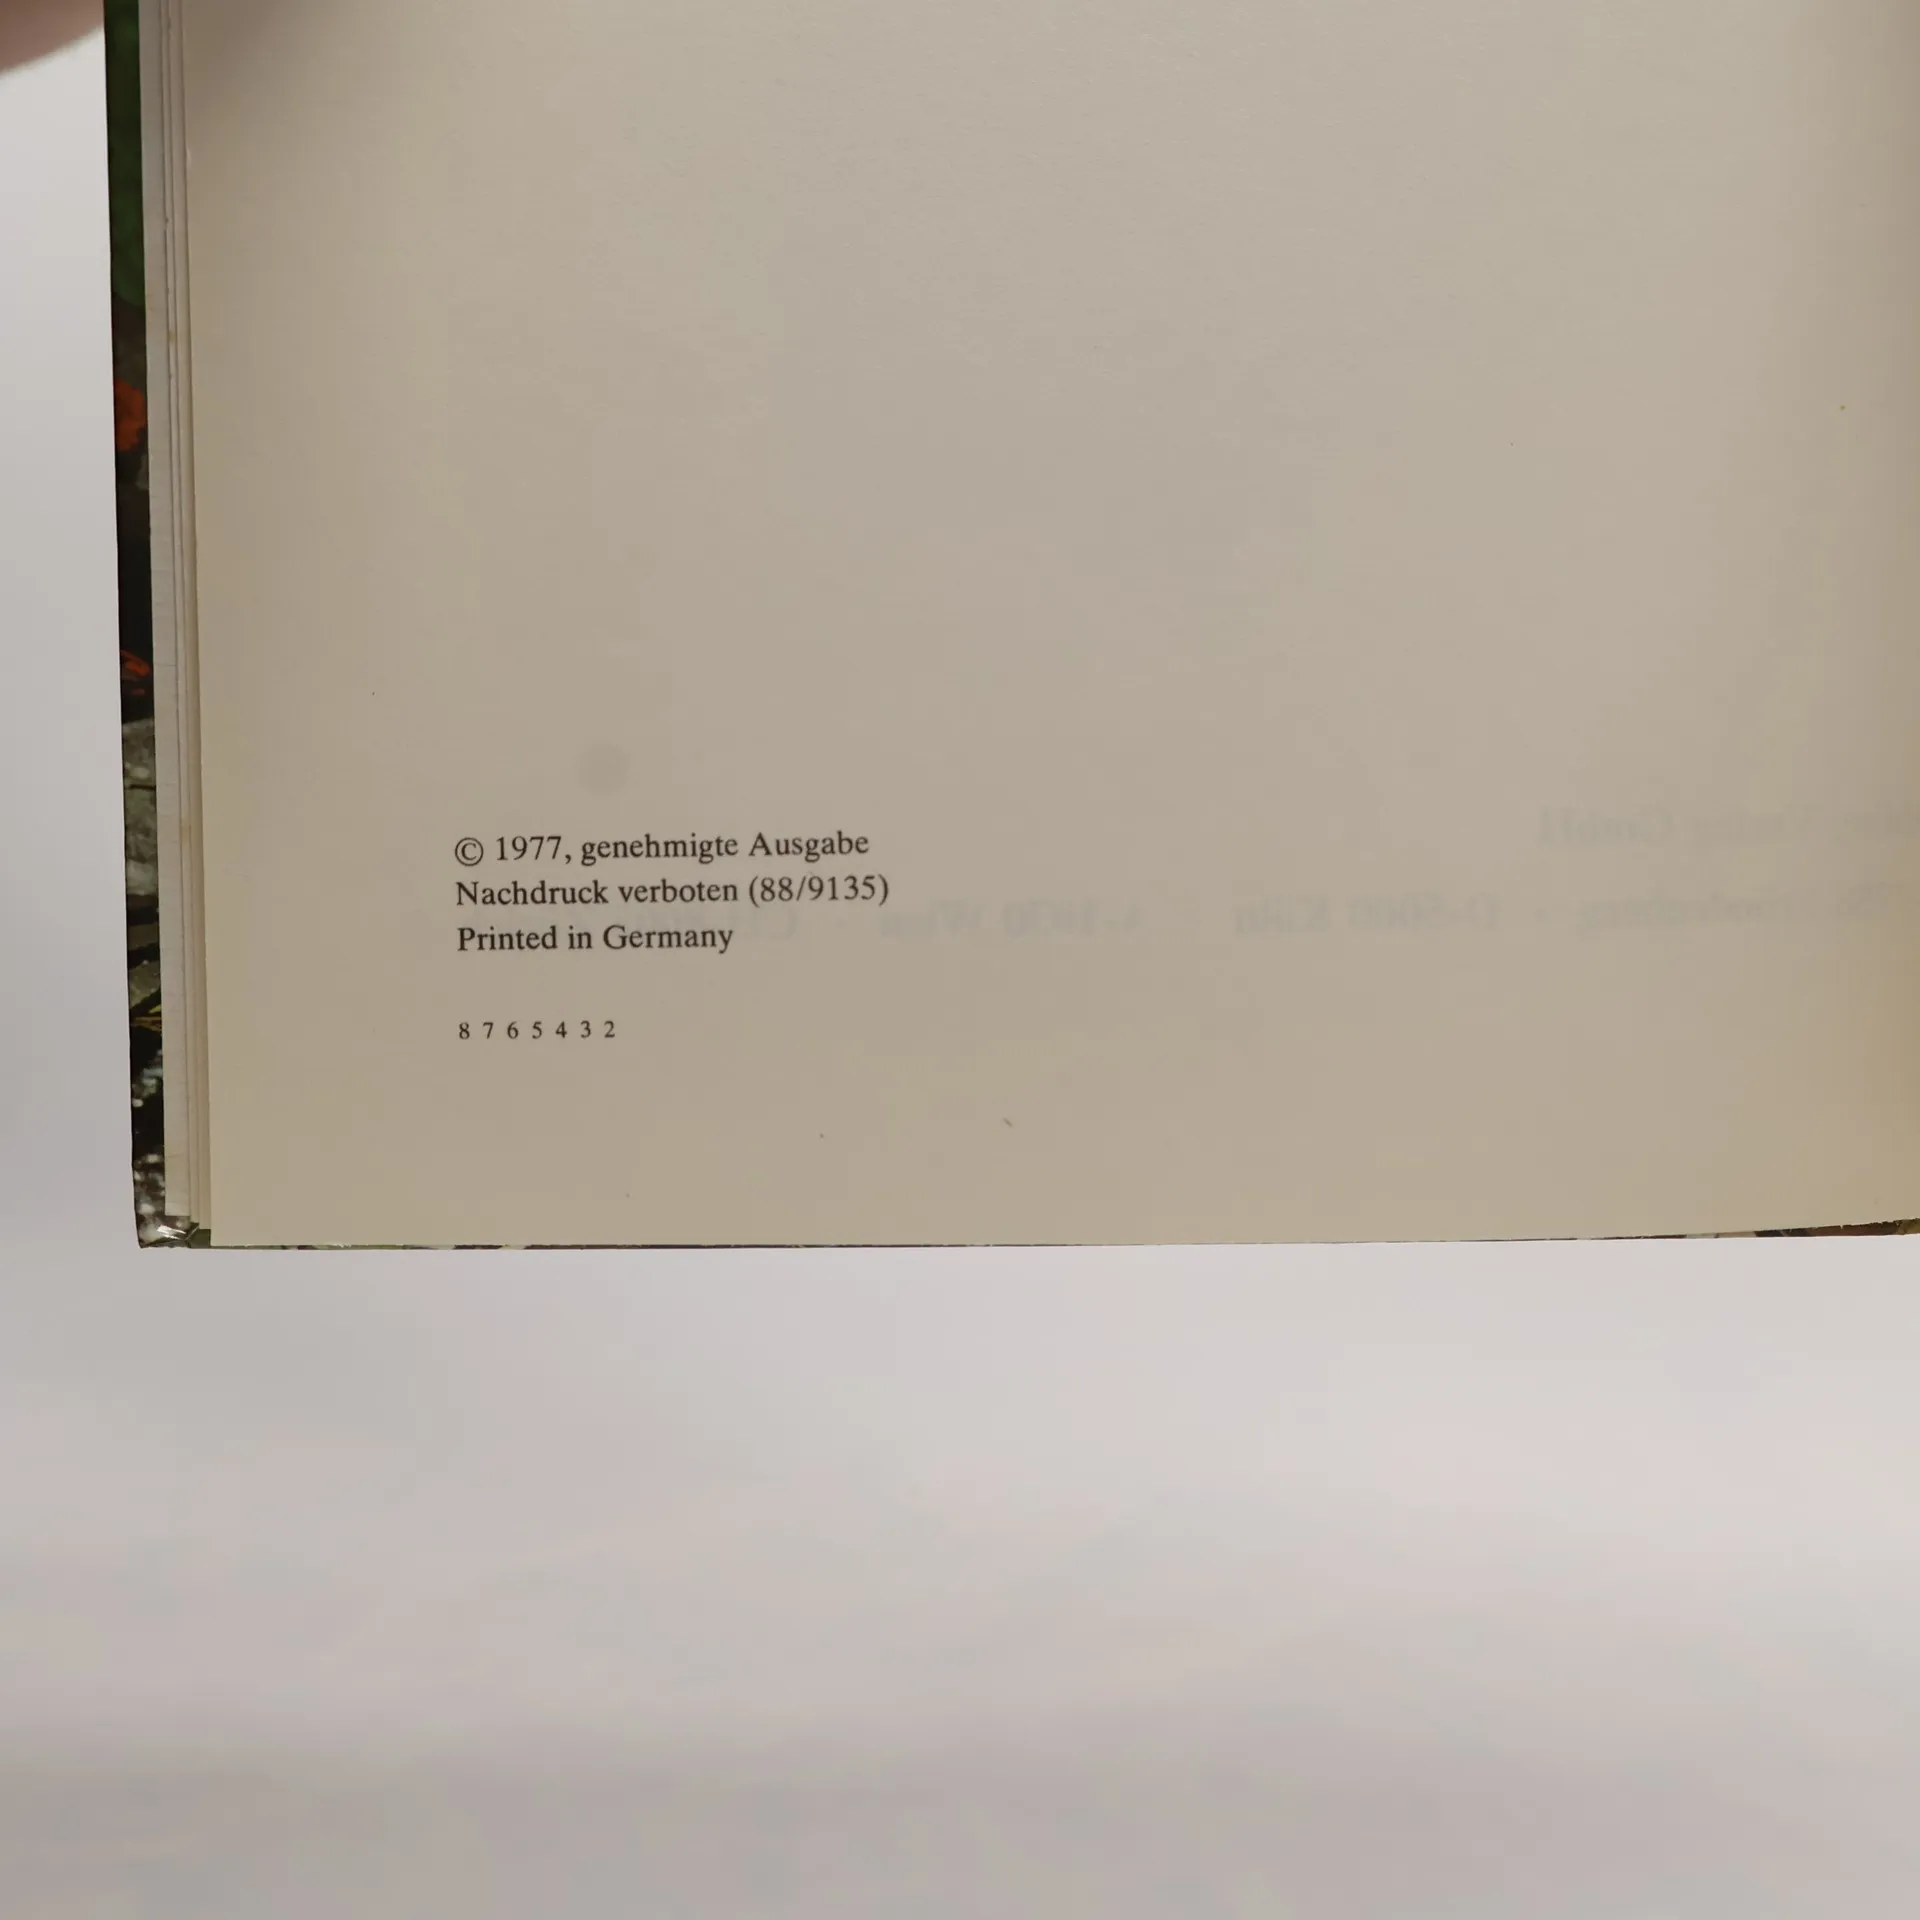 © 1977, genehmigte Ausgabe
Nachdruck verboten (88/9135)
Printed in Germany
8 7 6 5 4 3 2